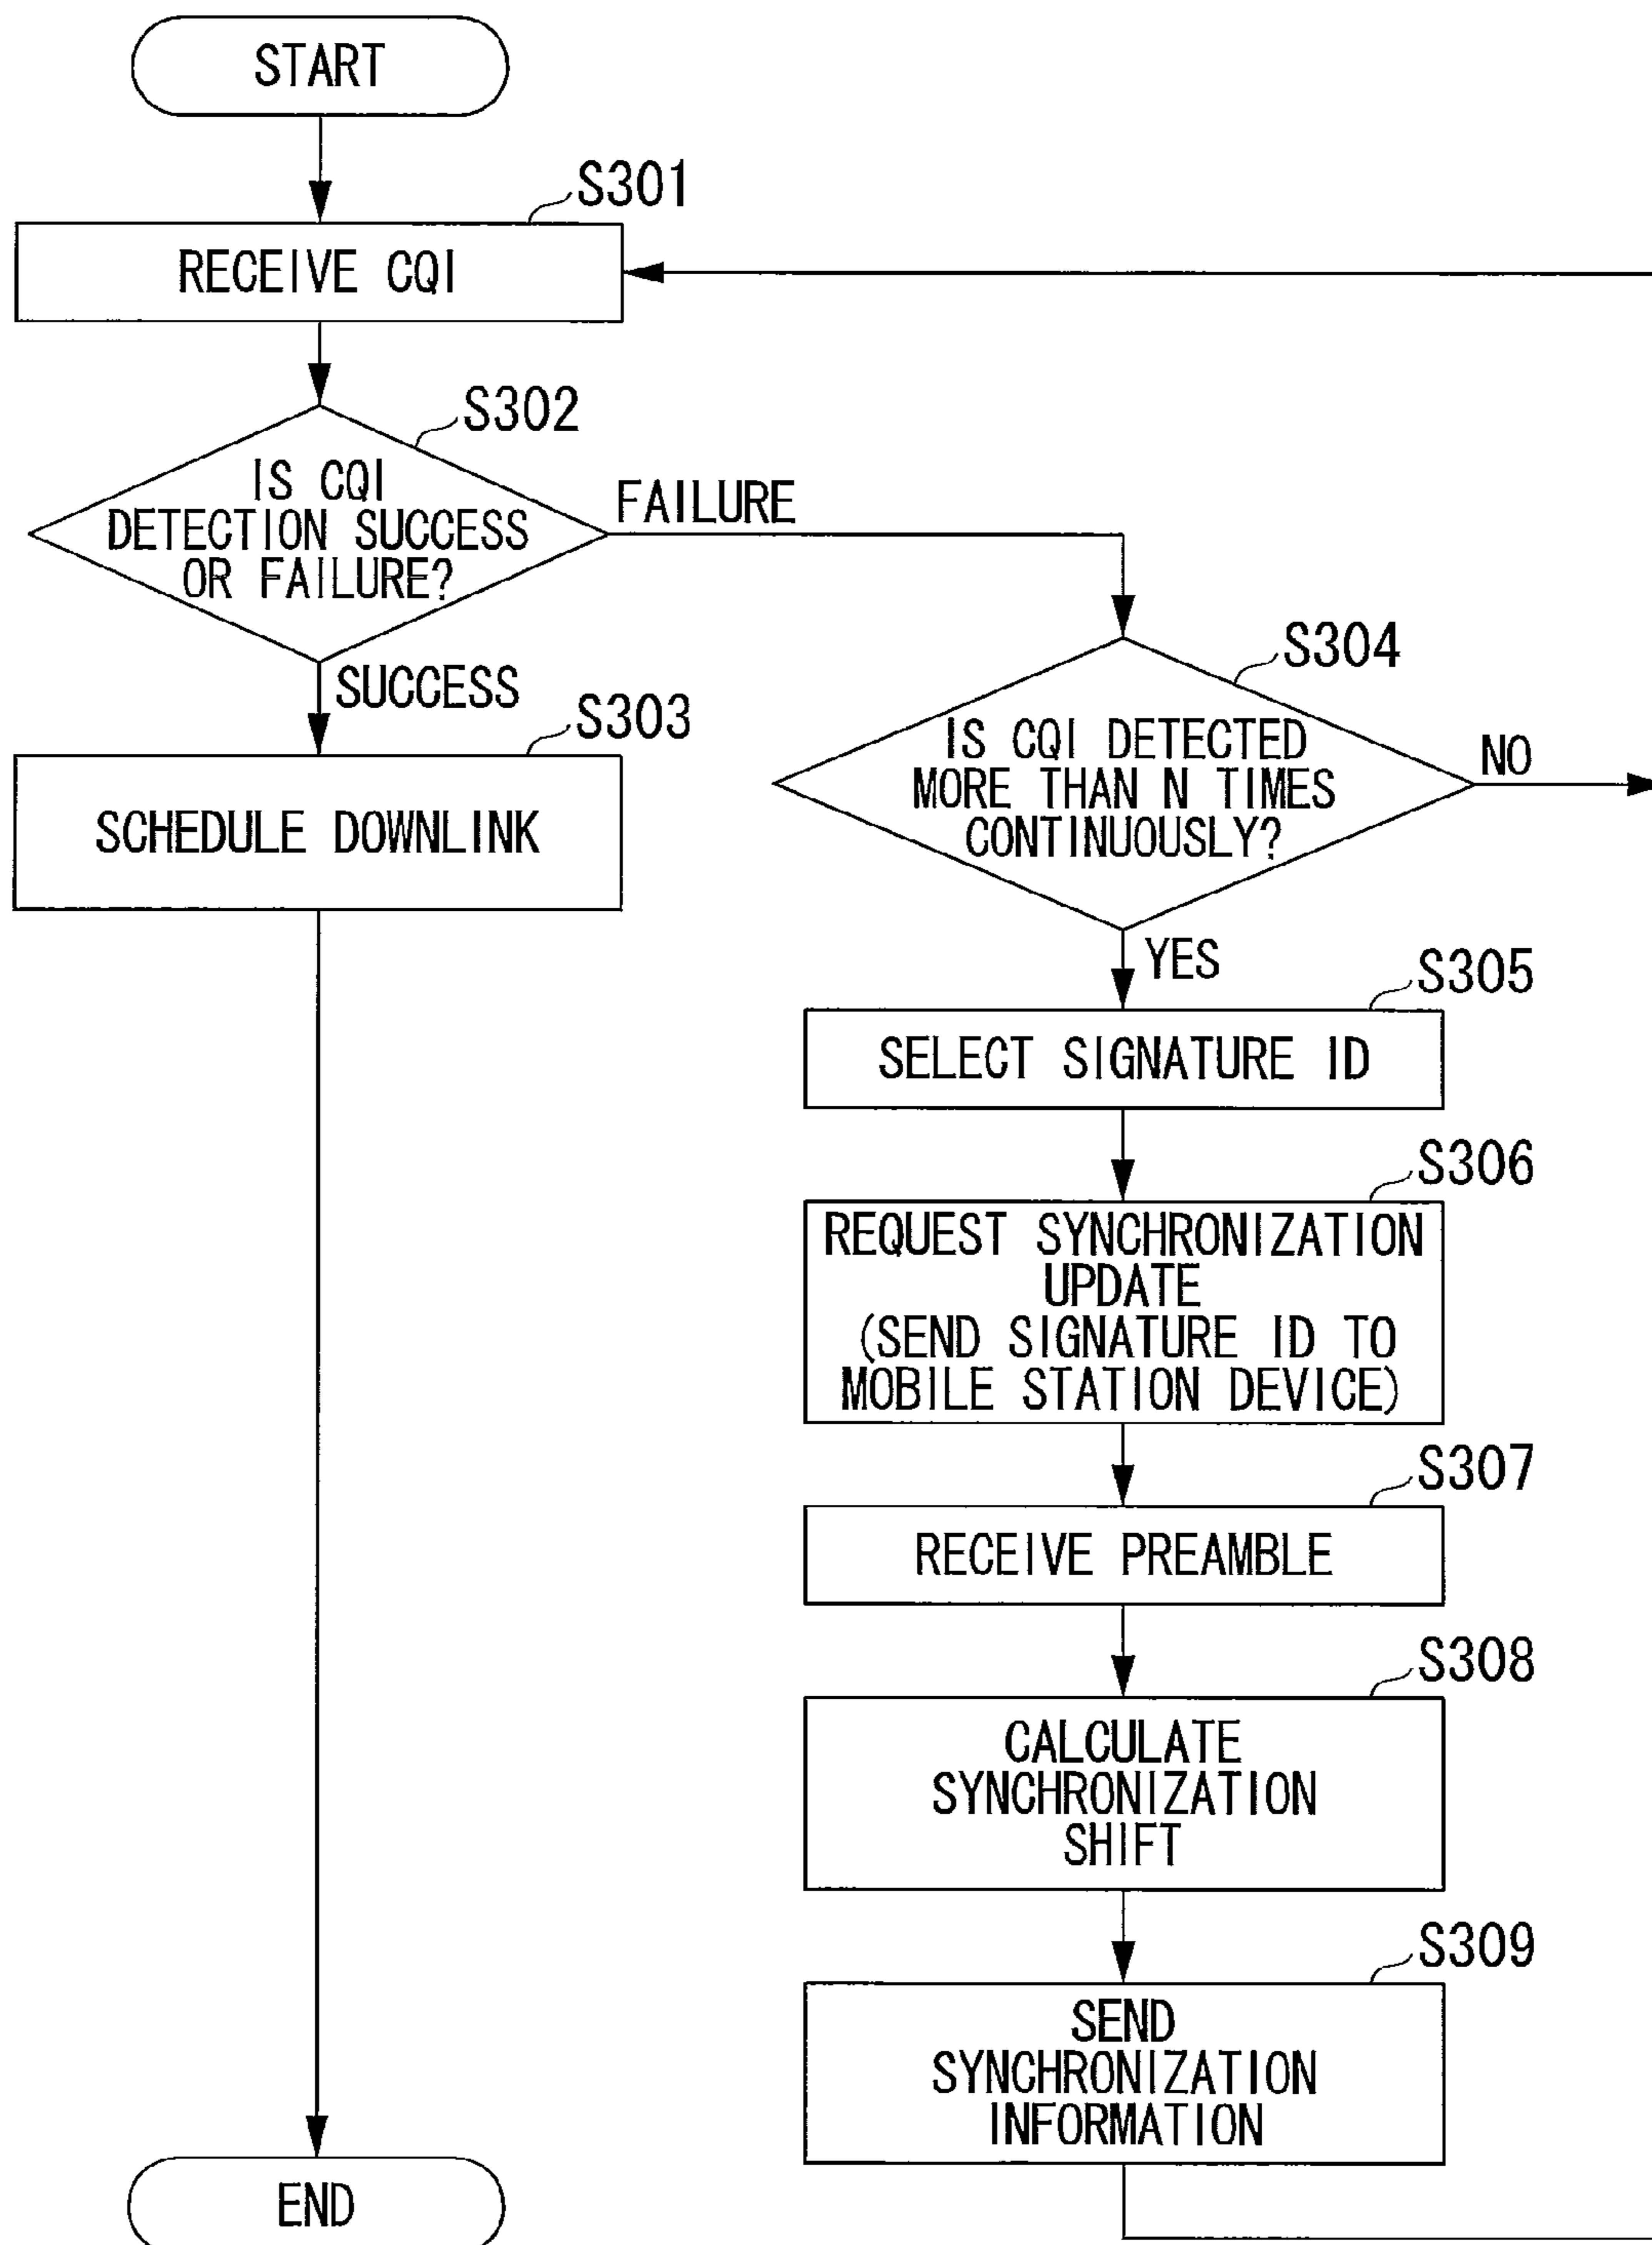 START
S301
RECEIVE CQI
S302
IS CQI
DETECTION SUCCESS
OR FAILURE?
FAILURE
SUCCESS
S303
SCHEDULE DOWNLINK
S304
IS CQI DETECTED
MORE THAN N TIMES
CONTINUOUSLY?
NO
YES
S305
SELECT SIGNATURE ID
S306
REQUEST SYNCHRONIZATION
UPDATE
(SEND SIGNATURE ID TO
MOBILE STATION DEVICE)
S307
RECEIVE PREAMBLE
S308
CALCULATE
SYNCHRONIZATION
SHIFT
S309
SEND
SYNCHRONIZATION
INFORMATION
END